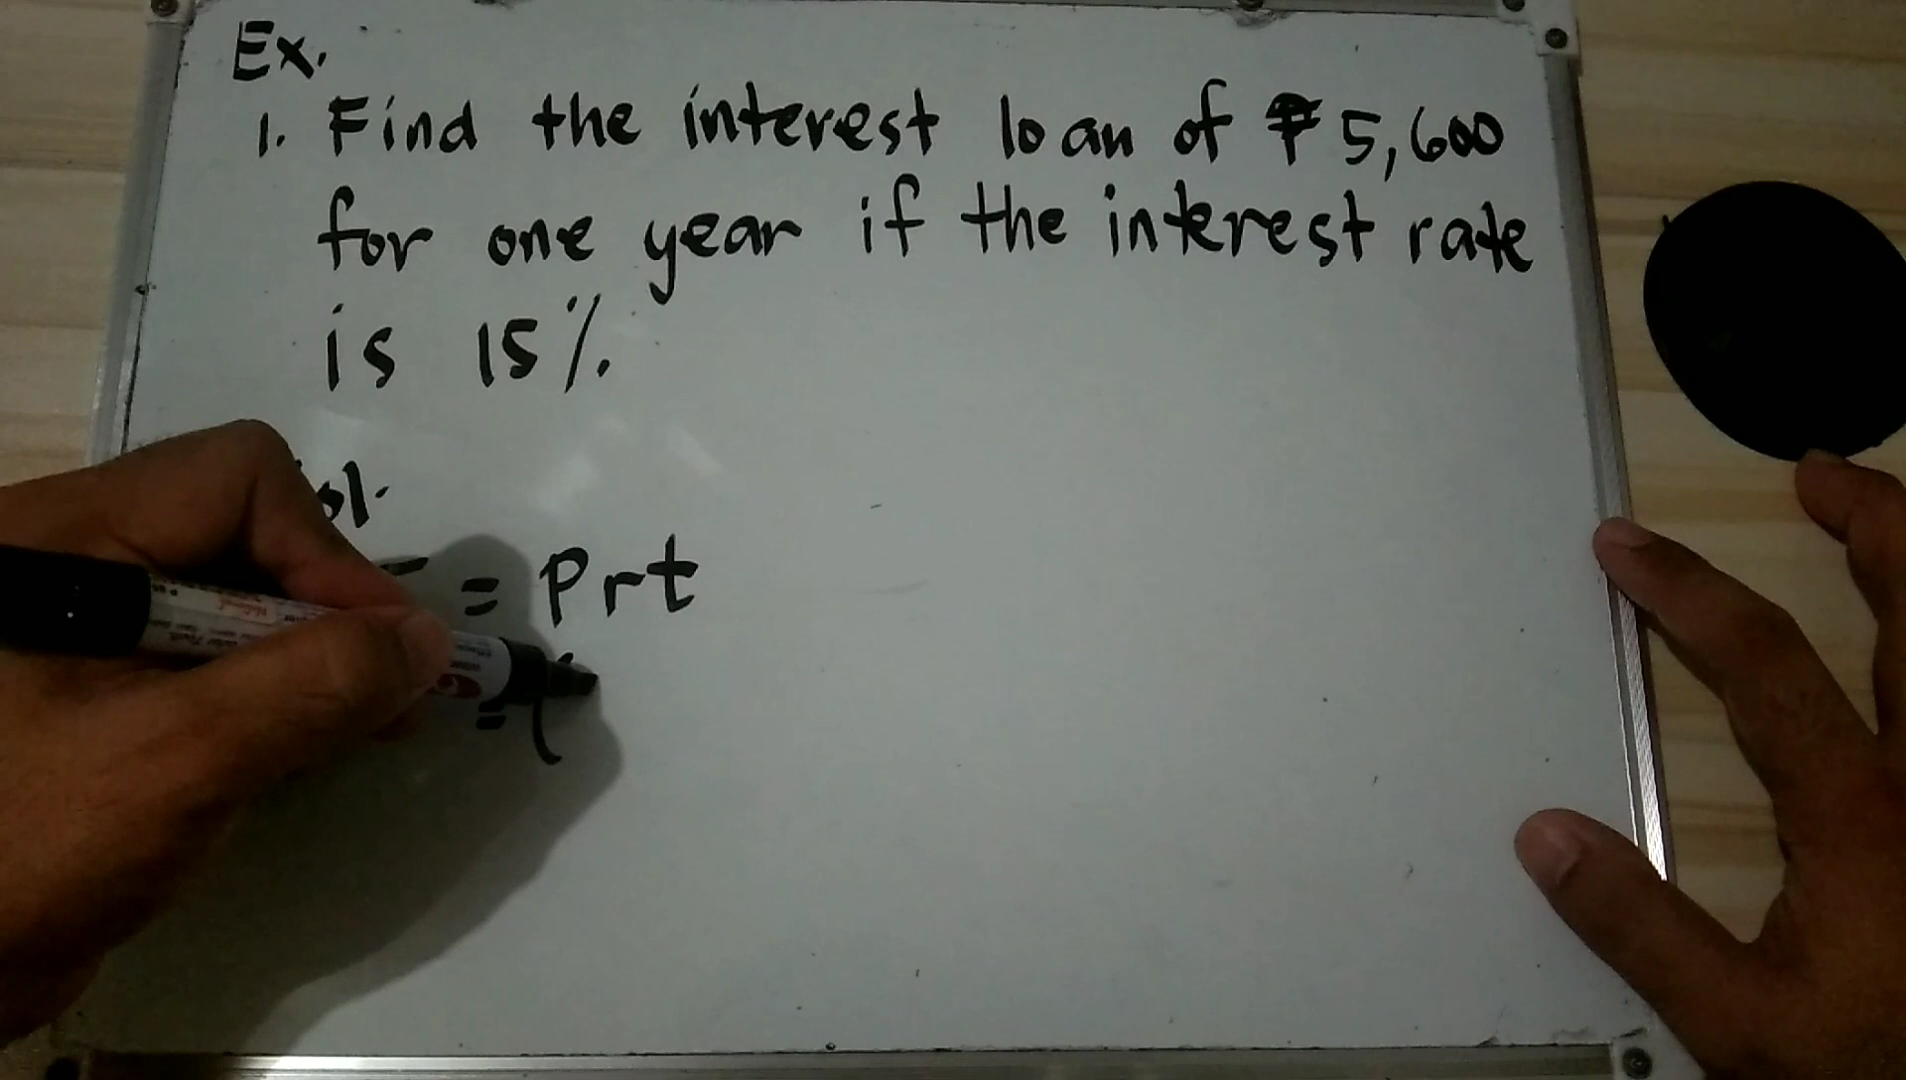 Ex.
1. Find the interest loan of ₱5,600
for one year if the interest rate
is 15%.
= Prt
= (